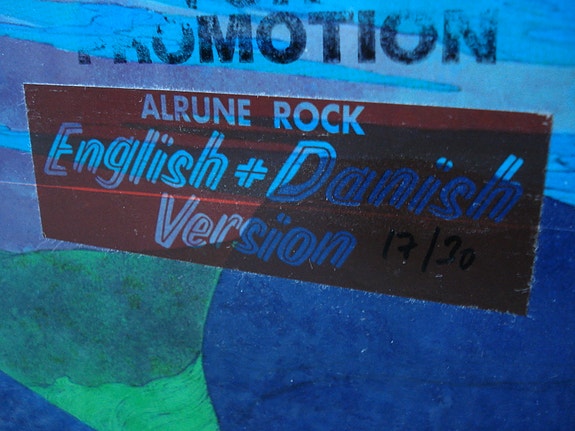 PROMOTION
ALRUNE ROCK
English + Danish
Version 17/30